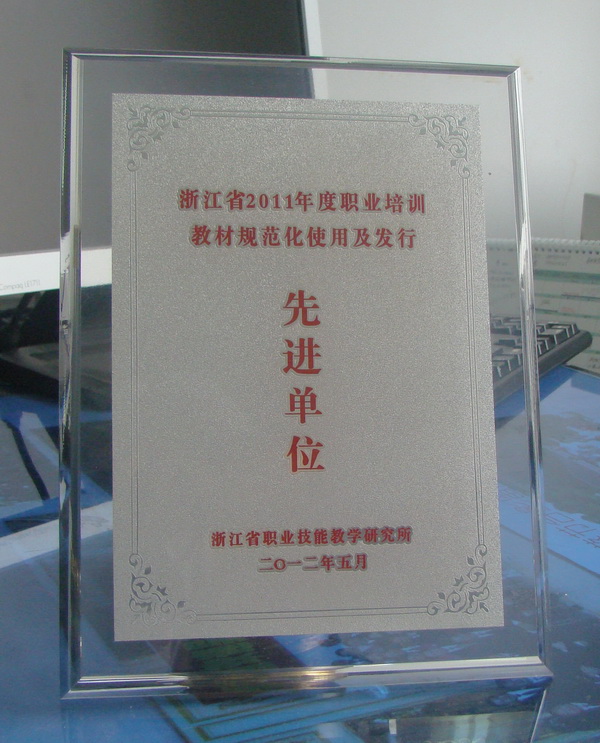 浙江省2011年度职业培训
教材规范化使用及发行
先
进
单
位
浙江省职业技能教学研究所
二〇一二年五月